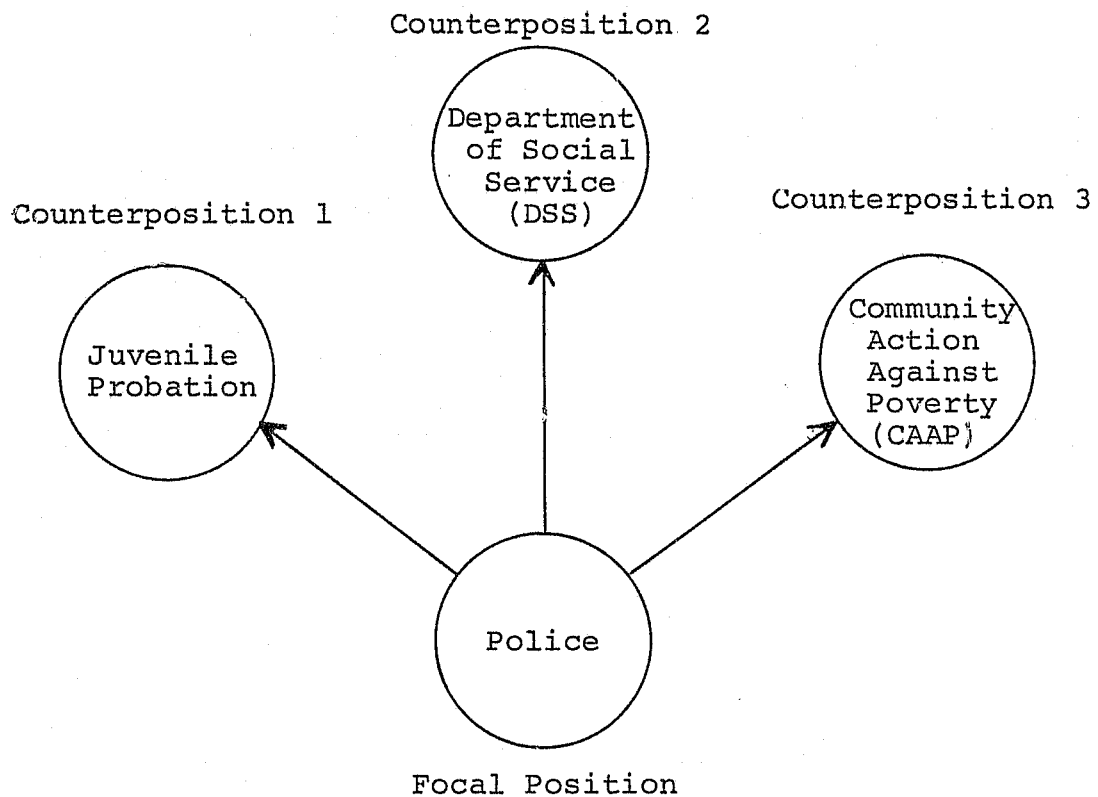 Counterposition 2
Department
of Social
Service
(DSS)
Counterposition 1
Counterposition 3
Juvenile
Probation
Community
Action
Against
Poverty
(CAAP)
Police
Focal Position